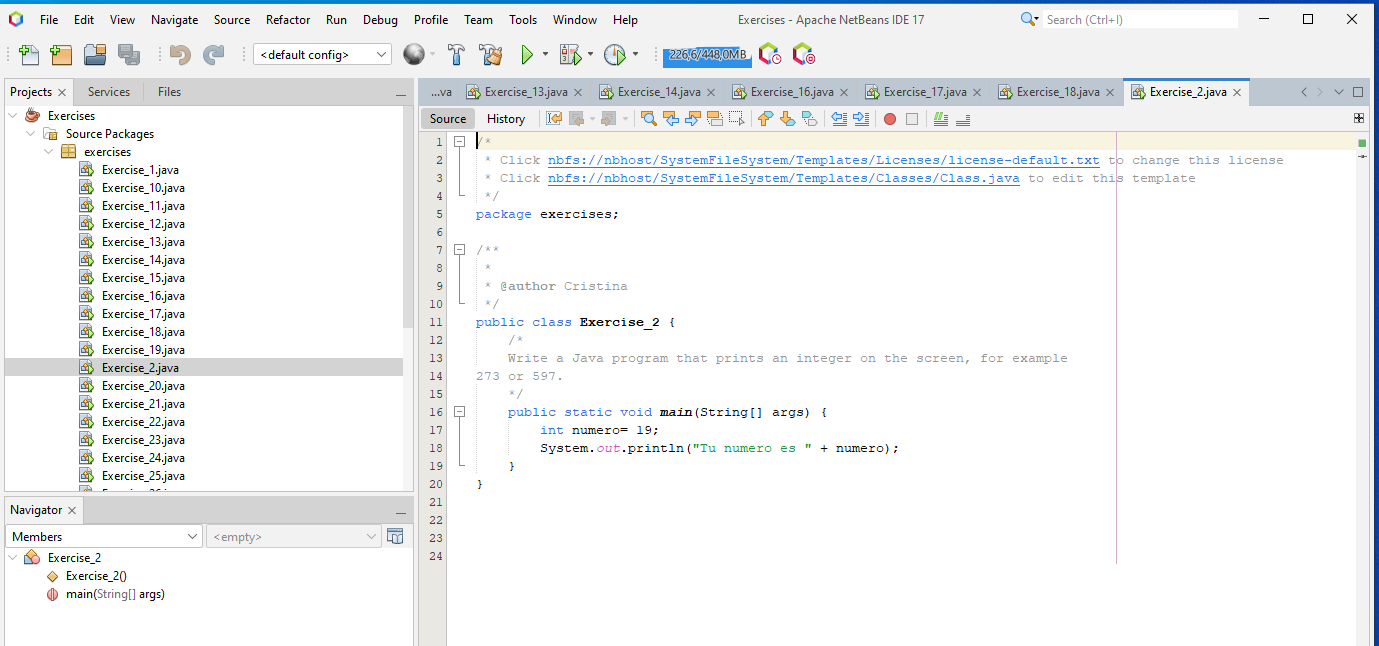 File Edit View Navigate Source Refactor Run Debug Profile Team Tools Window Help Exercises - Apache NetBeans IDE 17 Search (Ctrl+I)
<default config> 226,6/448,0MB
Projects Services Files
...va Exercise_13.java Exercise_14.java Exercise_16.java Exercise_17.java Exercise_18.java Exercise_2.java
Exercises
Source Packages
exercises
Exercise_1.java
Exercise_10.java
Exercise_11.java
Exercise_12.java
Exercise_13.java
Exercise_14.java
Exercise_15.java
Exercise_16.java
Exercise_17.java
Exercise_18.java
Exercise_19.java
Exercise_2.java
Exercise_20.java
Exercise_21.java
Exercise_22.java
Exercise_23.java
Exercise_24.java
Exercise_25.java
Navigator
Members <empty>
Exercise_2
Exercise_2()
main(String[] args)
Source History
1 /*
2 * Click nbfs://nbhost/SystemFileSystem/Templates/Licenses/license-default.txt to change this license
3 * Click nbfs://nbhost/SystemFileSystem/Templates/Classes/Class.java to edit this template
4 */
5 package exercises;
6
7 /**
8 *
9 * @author Cristina
10 */
11 public class Exercise_2 {
12 /*
13 Write a Java program that prints an integer on the screen, for example
14 273 or 597.
15 */
16 public static void main(String[] args) {
17 int numero= 19;
18 System.out.println("Tu numero es " + numero);
19 }
20 }
21
22
23
24